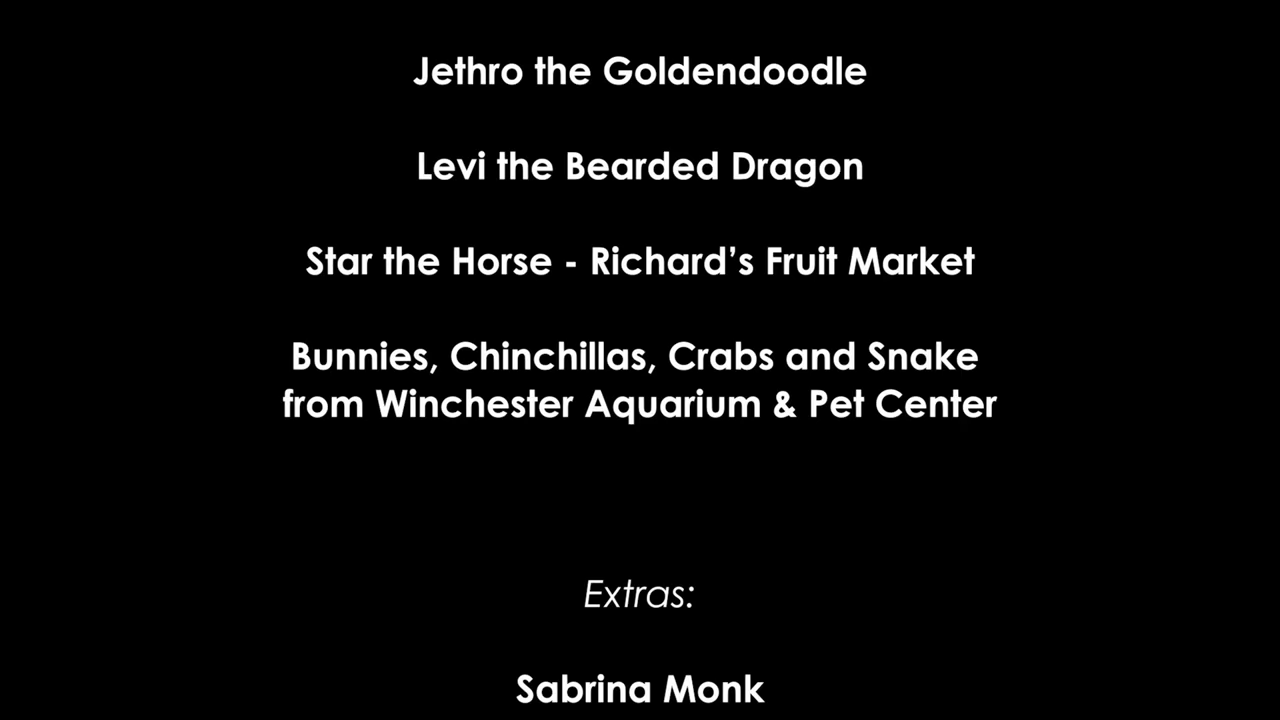 Jethro the Goldendoodle
Levi the Bearded Dragon
Star the Horse - Richard’s Fruit Market
Bunnies, Chinchillas, Crabs and Snake
from Winchester Aquarium & Pet Center
Extras:
Sabrina Monk